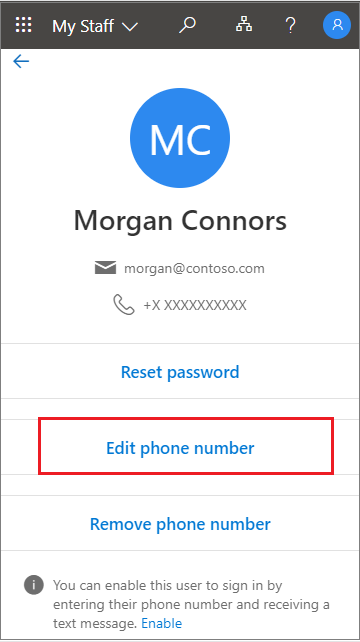 My Staff
?
MC
Morgan Connors
morgan@contoso.com
+X XXXXXXXXXX
Reset password
Edit phone number
Remove phone number
You can enable this user to sign in by
entering their phone number and receiving a
text message. Enable